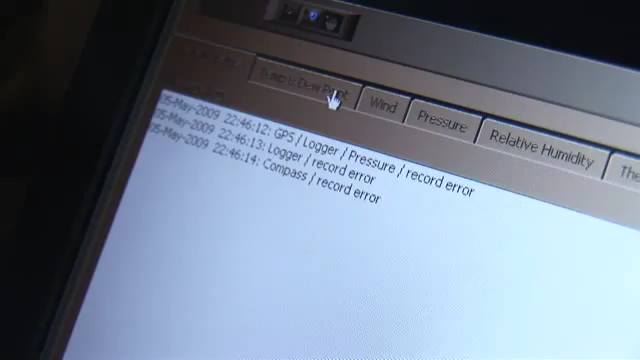 Temp & Dew Point
Wind
Pressure
Relative Humidity
The
05-May-2009 22:46:12: GPS / Logger / Pressure / record error
05-May-2009 22:46:13: Logger / record error
05-May-2009 22:46:14: Compass / record error